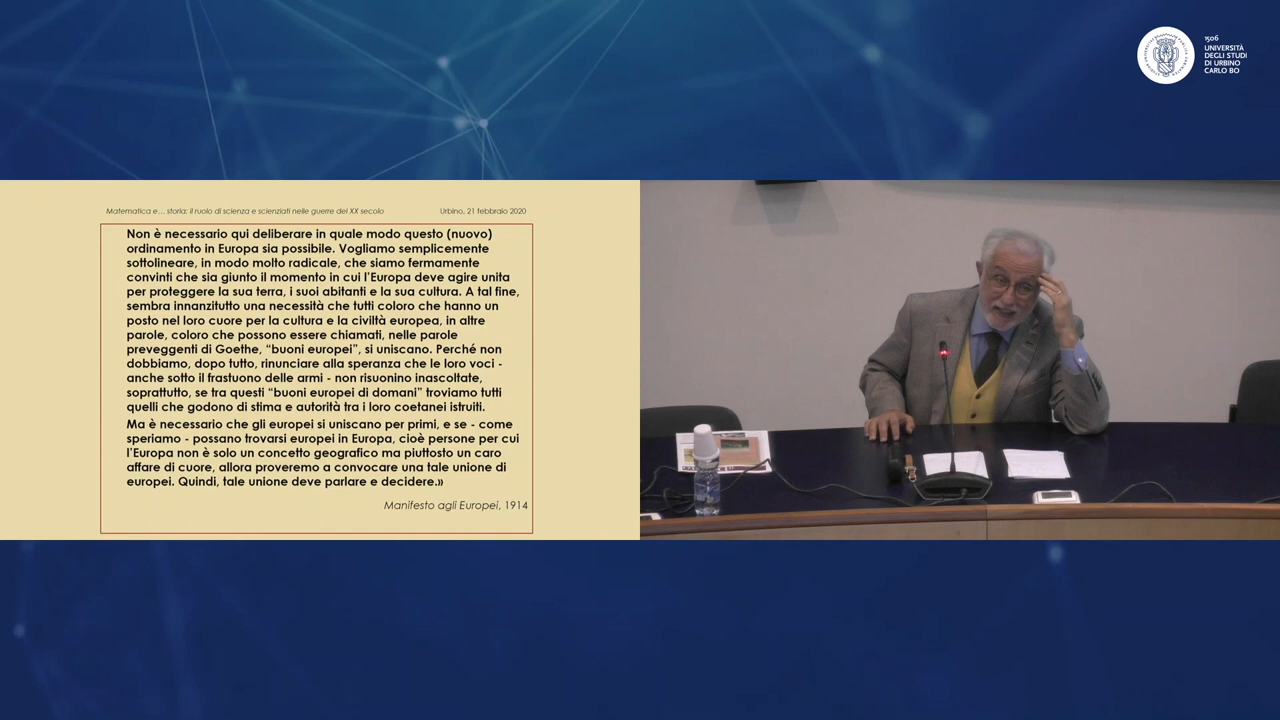 1506
UNIVERSITÀ
DEGLI STUDI
DI URBINO
CARLO BO
Matematica e... storia: il ruolo di scienza e scienziati nelle guerre del XX secolo
Urbino, 21 febbraio 2020
Non è necessario qui deliberare in quale modo questo (nuovo)
ordinamento in Europa sia possibile. Vogliamo semplicemente
sottolineare, in modo molto radicale, che siamo fermamente
convinti che sia giunto il momento in cui l'Europa deve agire unita
per proteggere la sua terra, i suoi abitanti e la sua cultura. A tal fine,
sembra innanzitutto una necessità che tutti coloro che hanno un
posto nel loro cuore per la cultura e la civiltà europea, in altre
parole, coloro che possono essere chiamati, nelle parole
preveggenti di Goethe, “buoni europei”, si uniscano. Perché non
dobbiamo, dopo tutto, rinunciare alla speranza che le loro voci -
anche sotto il frastuono delle armi - non risuonino inascoltate,
soprattutto, se tra questi “buoni europei di domani” troviamo tutti
quelli che godono di stima e autorità tra i loro coetanei istruiti.
Ma è necessario che gli europei si uniscano per primi, e se - come
speriamo - possano trovarsi europei in Europa, cioè persone per cui
l'Europa non è solo un concetto geografico ma piuttosto un caro
affare di cuore, allora proveremo a convocare una tale unione di
europei. Quindi, tale unione deve parlare e decidere.»
Manifesto agli Europei, 1914